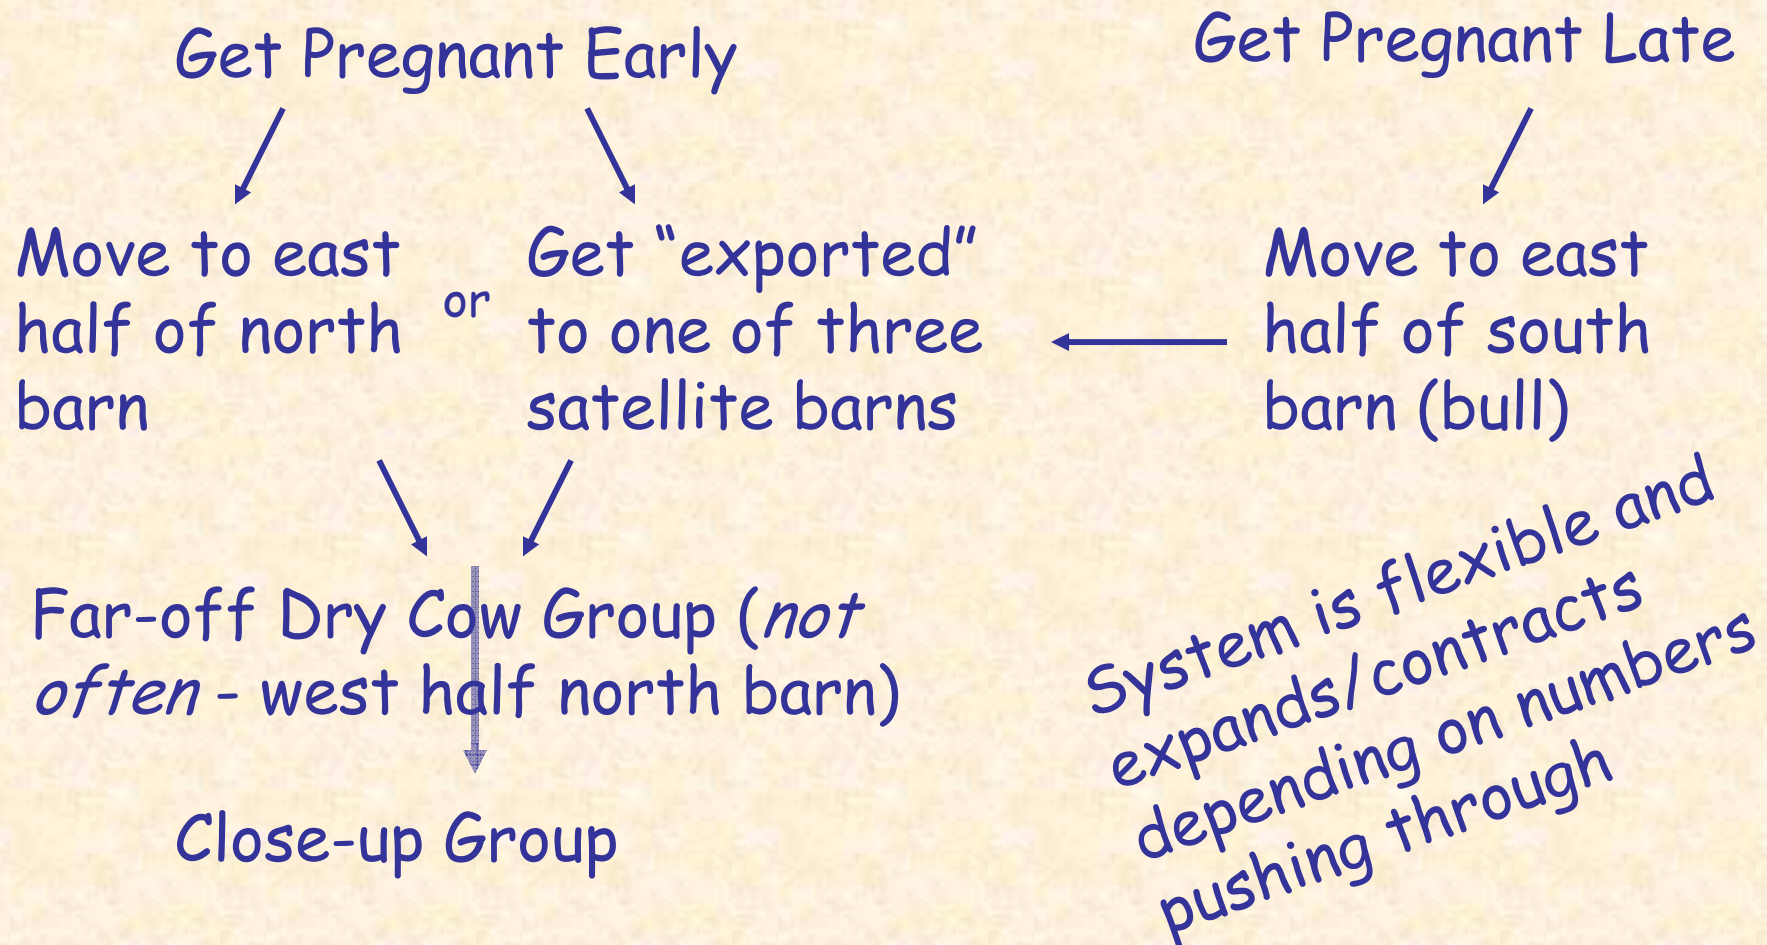 Get Pregnant Early
Get Pregnant Late
Move to east
half of north
barn
or
Get “exported”
to one of three
satellite barns
Move to east
half of south
barn (bull)
Far-off Dry Cow Group (not
often - west half north barn)
Close-up Group
System is flexible and
expands/contracts
depending on numbers
pushing through